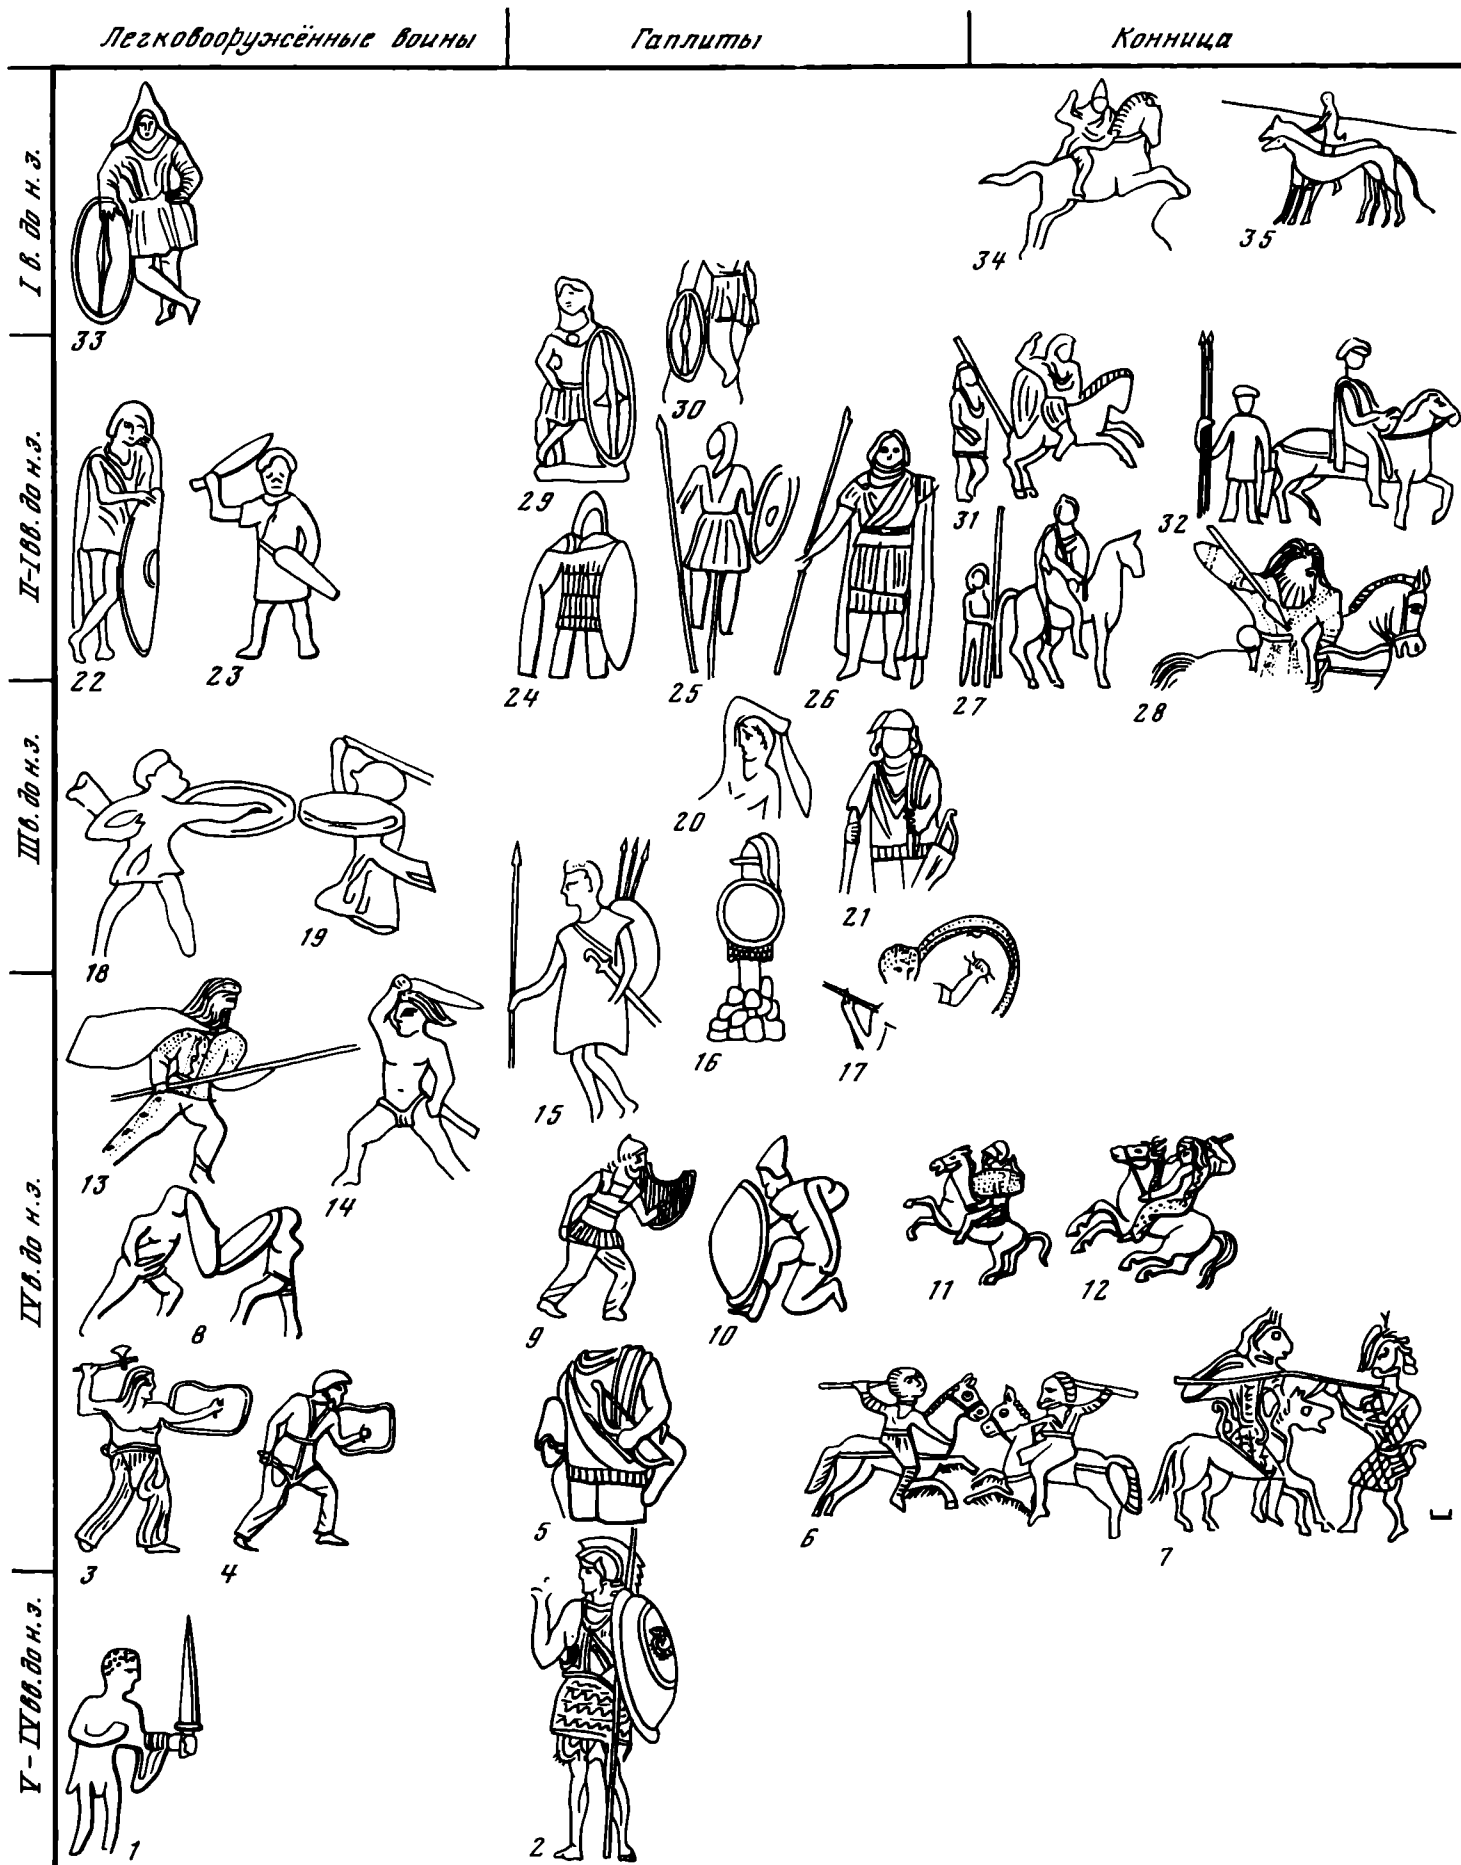 Легковооружённые воины Гаплиты Конница
I в. до н. э.
34 35
33
30
29 31 32
II-I вв. до н. э.
22 23 24 25 26 27 28
20
III в. до н. э.
21
18 19
16 17
15
13 14
11 12
IV в. до н. э.
8 9 10
5 6 7
3 4
V-IV вв. до н. э.
1 2